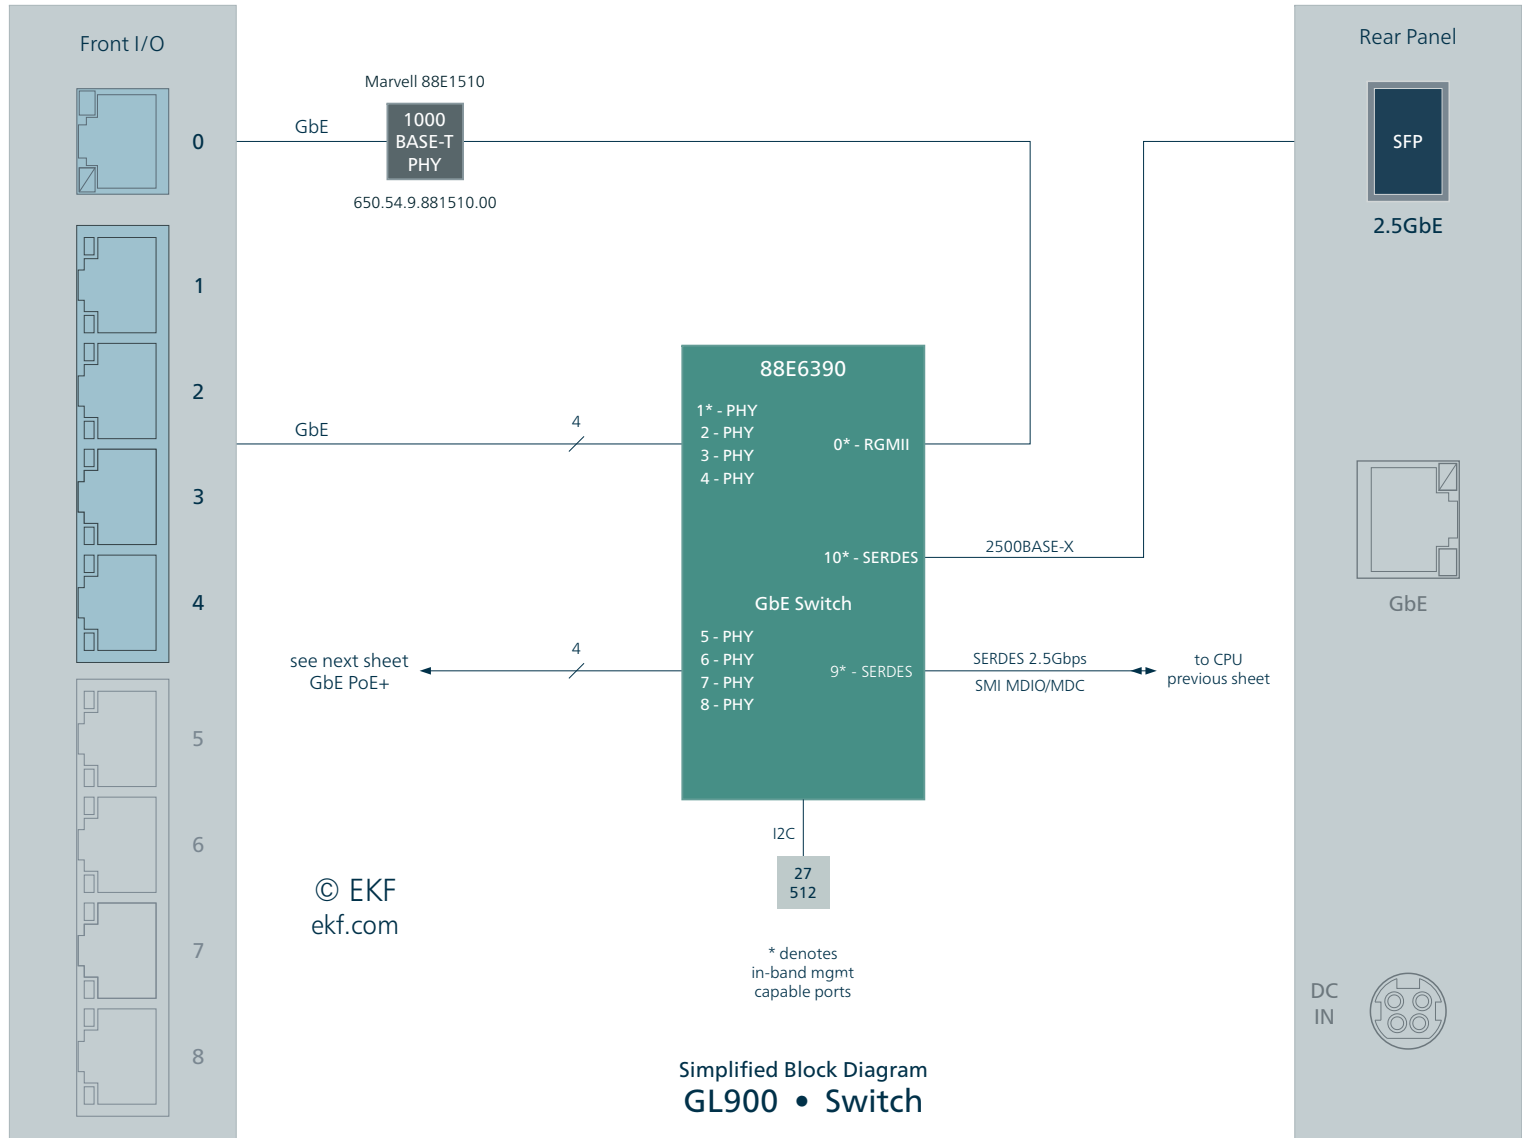 Front I/O
Rear Panel
Marvell 88E1510
GbE
1000
BASE-T
PHY
650.54.9.881510.00
0
1
2
3
4
5
6
7
8
SFP
2.5GbE
88E6390
1* - PHY
2 - PHY
3 - PHY
4 - PHY
0* - RGMII
GbE
4
10* - SERDES
2500BASE-X
GbE Switch
5 - PHY
6 - PHY
7 - PHY
8 - PHY
9* - SERDES
see next sheet
GbE PoE+
4
SERDES 2.5Gbps
SMI MDIO/MDC
to CPU
previous sheet
GbE
I2C
27
512
© EKF
ekf.com
* denotes
in-band mgmt
capable ports
DC
IN
Simplified Block Diagram
GL900 • Switch